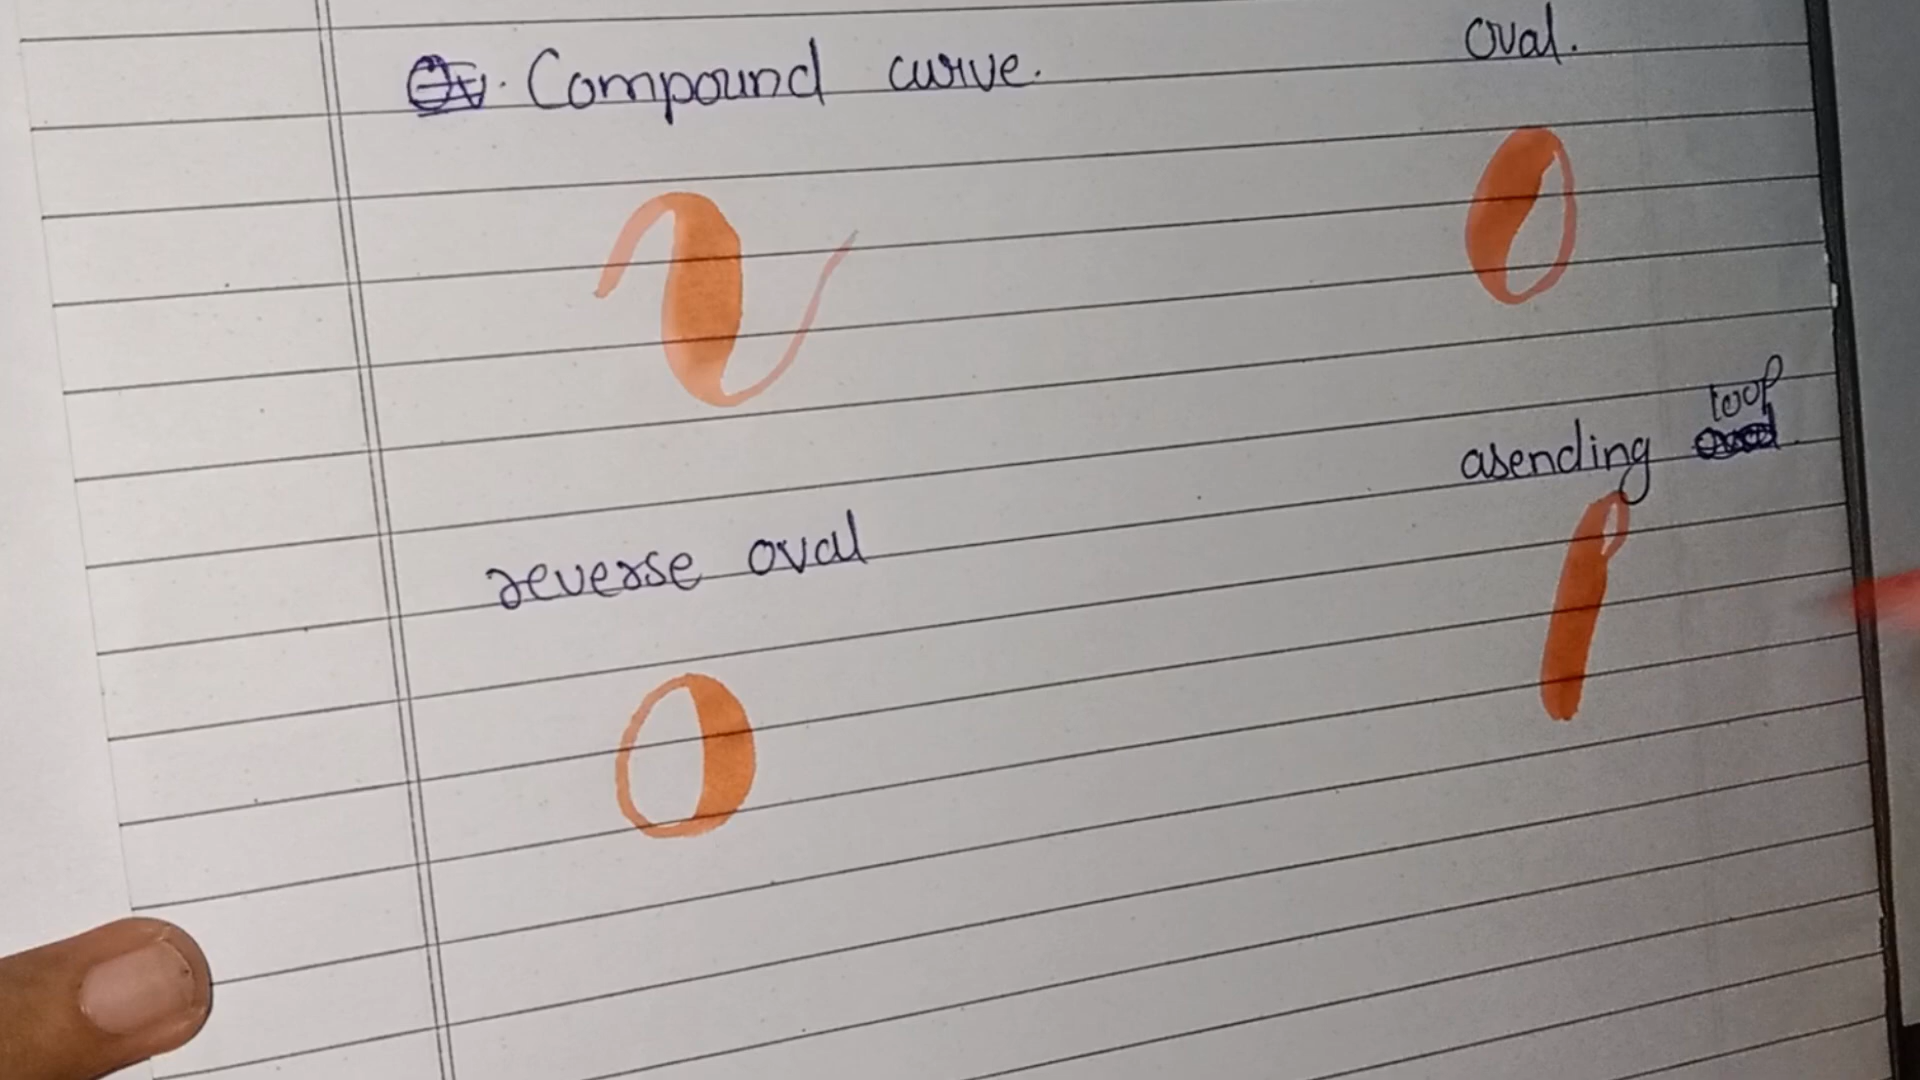 Compound curve.
oval.
asending loop
reverse oval